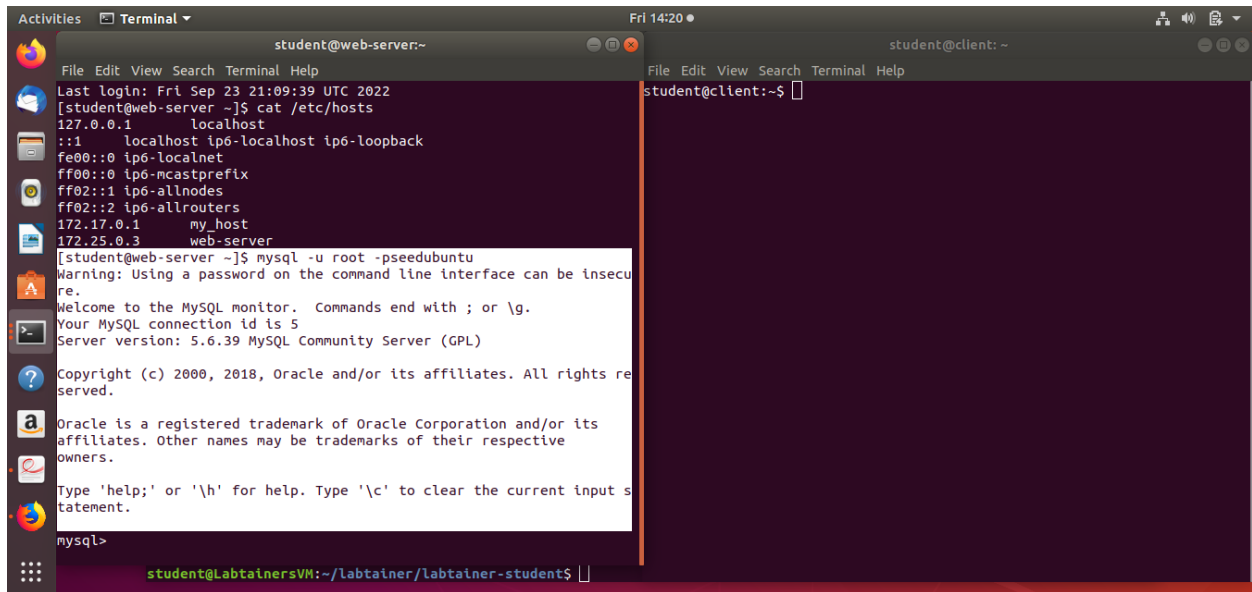 Activities Terminal Fri 14:20
student@web-server:~
File Edit View Search Terminal Help
Last login: Fri Sep 23 21:09:39 UTC 2022
[student@web-server ~]$ cat /etc/hosts
127.0.0.1 localhost
::1 localhost ip6-localhost ip6-loopback
fe00::0 ip6-localnet
ff00::0 ip6-mcastprefix
ff02::1 ip6-allnodes
ff02::2 ip6-allrouters
172.17.0.1 my_host
172.25.0.3 web-server
[student@web-server ~]$ mysql -u root -pseedubuntu
Warning: Using a password on the command line interface can be insecu
re.
Welcome to the MySQL monitor. Commands end with ; or \g.
Your MySQL connection id is 5
Server version: 5.6.39 MySQL Community Server (GPL)
Copyright (c) 2000, 2018, Oracle and/or its affiliates. All rights re
served.
Oracle is a registered trademark of Oracle Corporation and/or its
affiliates. Other names may be trademarks of their respective
owners.
Type 'help;' or '\h' for help. Type '\c' to clear the current input s
tatement.
mysql>
student@client: ~
File Edit View Search Terminal Help
student@client:~$
student@LabtainersVM:~/labtainer/labtainer-student$